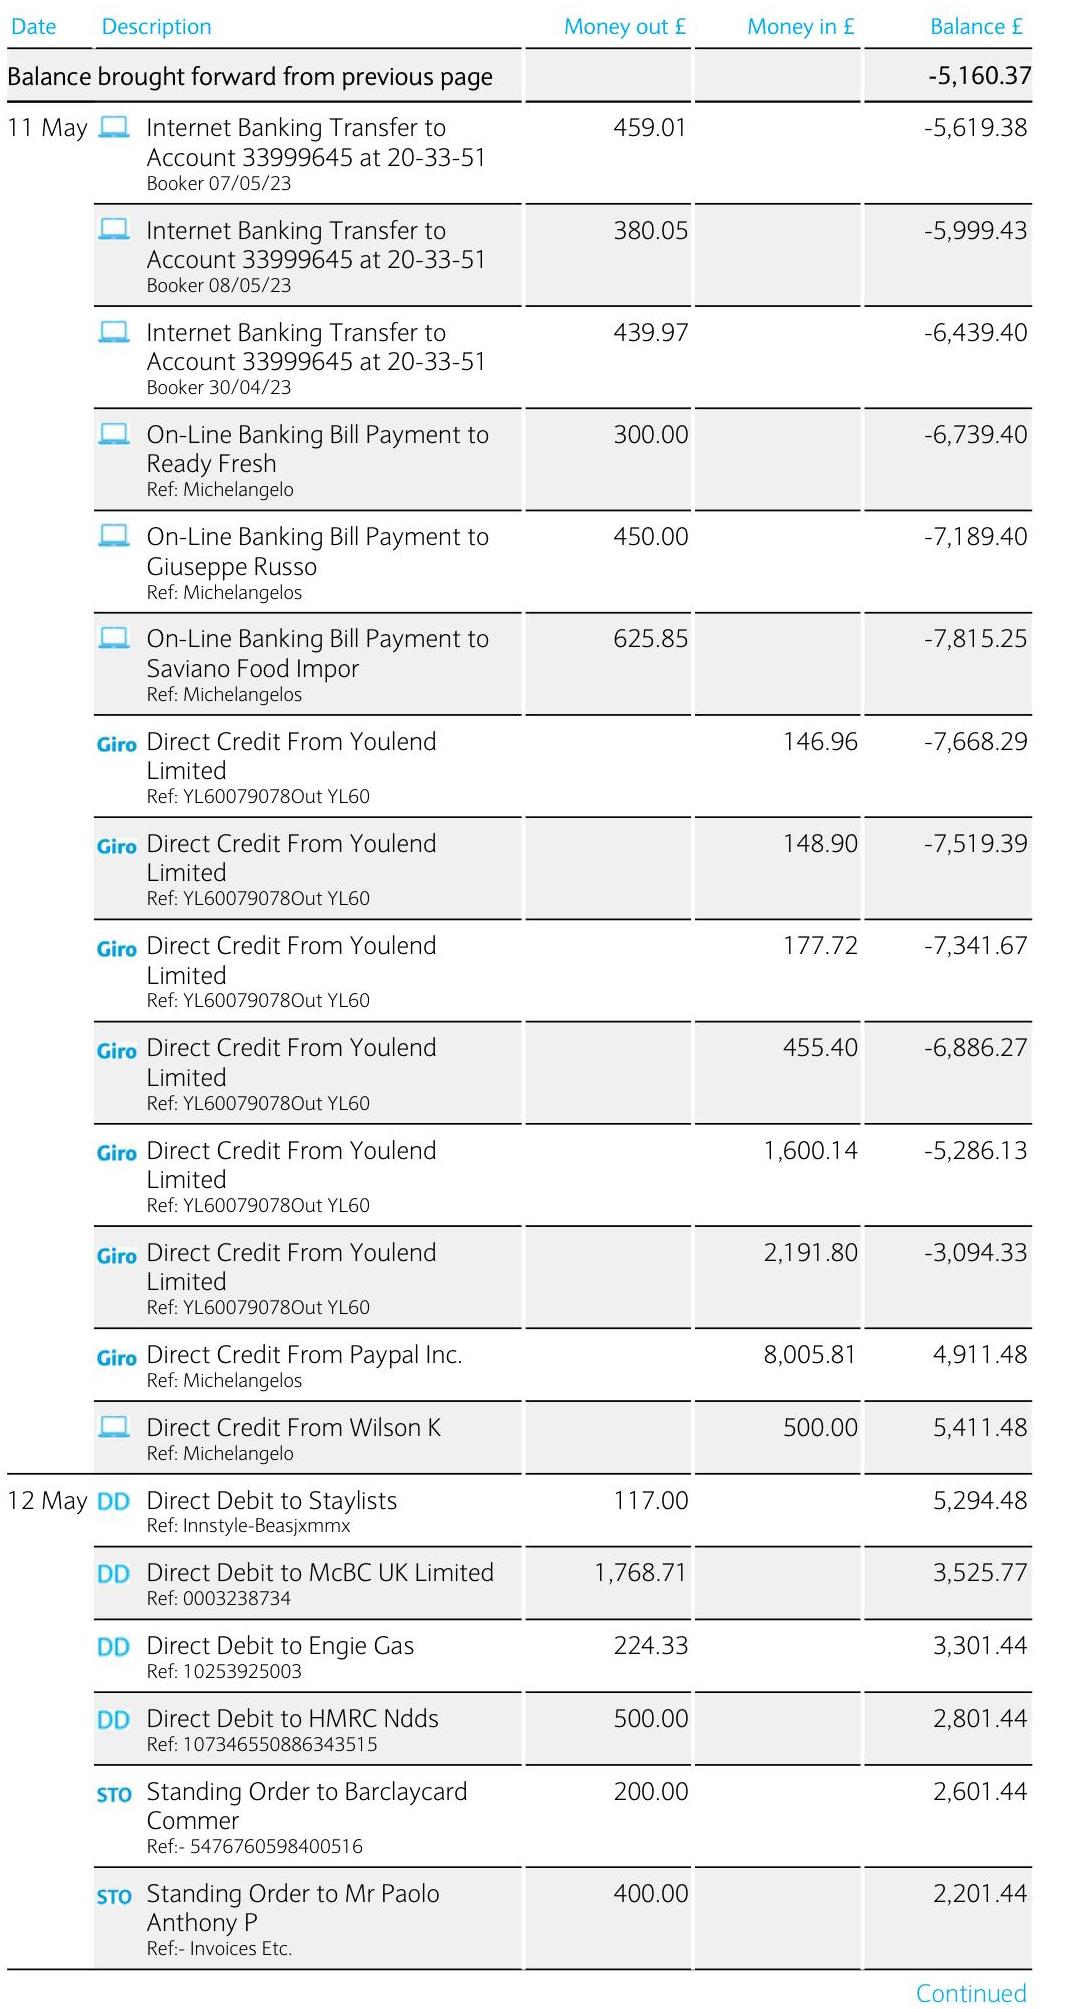 Date Description Money out £ Money in £ Balance £
Balance brought forward from previous page -5,160.37
11 May Internet Banking Transfer to 459.01 -5,619.38
Account 33999645 at 20-33-51
Booker 07/05/23
Internet Banking Transfer to 380.05 -5,999.43
Account 33999645 at 20-33-51
Booker 08/05/23
Internet Banking Transfer to 439.97 -6,439.40
Account 33999645 at 20-33-51
Booker 30/04/23
On-Line Banking Bill Payment to 300.00 -6,739.40
Ready Fresh
Ref: Michelangelo
On-Line Banking Bill Payment to 450.00 -7,189.40
Giuseppe Russo
Ref: Michelangelos
On-Line Banking Bill Payment to 625.85 -7,815.25
Saviano Food Impor
Ref: Michelangelos
Giro Direct Credit From Youlend 146.96 -7,668.29
Limited
Ref: YL60079078Out YL60
Giro Direct Credit From Youlend 148.90 -7,519.39
Limited
Ref: YL60079078Out YL60
Giro Direct Credit From Youlend 177.72 -7,341.67
Limited
Ref: YL60079078Out YL60
Giro Direct Credit From Youlend 455.40 -6,886.27
Limited
Ref: YL60079078Out YL60
Giro Direct Credit From Youlend 1,600.14 -5,286.13
Limited
Ref: YL60079078Out YL60
Giro Direct Credit From Youlend 2,191.80 -3,094.33
Limited
Ref: YL60079078Out YL60
Giro Direct Credit From Paypal Inc. 8,005.81 4,911.48
Ref: Michelangelos
Direct Credit From Wilson K 500.00 5,411.48
Ref: Michelangelo
12 May DD Direct Debit to Staylists 117.00 5,294.48
Ref: Innstyle-Beasjxmmx
DD Direct Debit to McBC UK Limited 1,768.71 3,525.77
Ref: 0003238734
DD Direct Debit to Engie Gas 224.33 3,301.44
Ref: 10253925003
DD Direct Debit to HMRC Ndds 500.00 2,801.44
Ref: 107346550886343515
STO Standing Order to Barclaycard 200.00 2,601.44
Commer
Ref:- 5476760598400516
STO Standing Order to Mr Paolo 400.00 2,201.44
Anthony P
Ref:- Invoices Etc.
Continued